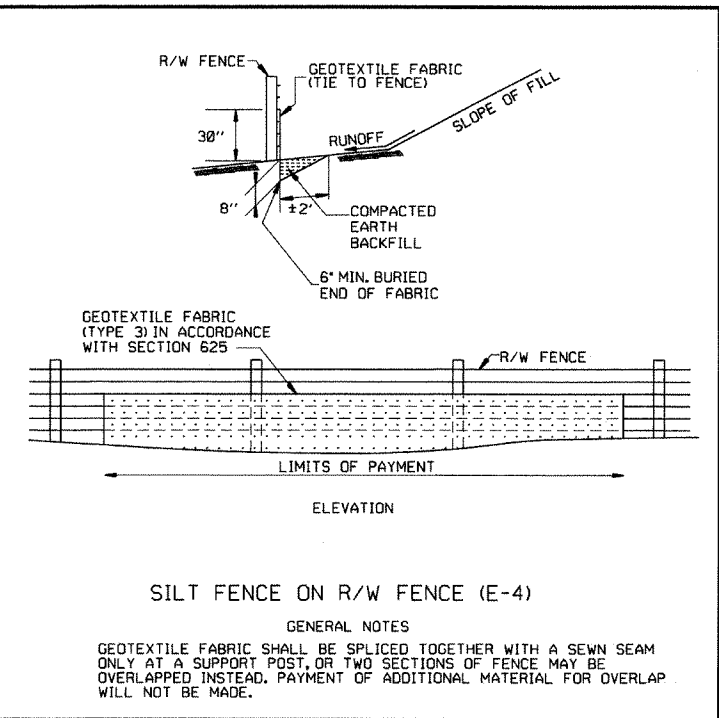 R/W FENCE
GEOTEXTILE FABRIC
(TIE TO FENCE)
SLOPE OF FILL
30"
RUNOFF
8"
±2'
COMPACTED
EARTH
BACKFILL
6" MIN. BURIED
END OF FABRIC
GEOTEXTILE FABRIC
(TYPE 3) IN ACCORDANCE
WITH SECTION 625
R/W FENCE
LIMITS OF PAYMENT
ELEVATION
SILT FENCE ON R/W FENCE (E-4)
GENERAL NOTES
GEOTEXTILE FABRIC SHALL BE SPLICED TOGETHER WITH A SEWN SEAM
ONLY AT A SUPPORT POST, OR TWO SECTIONS OF FENCE MAY BE
OVERLAPPED INSTEAD. PAYMENT OF ADDITIONAL MATERIAL FOR OVERLAP
WILL NOT BE MADE.